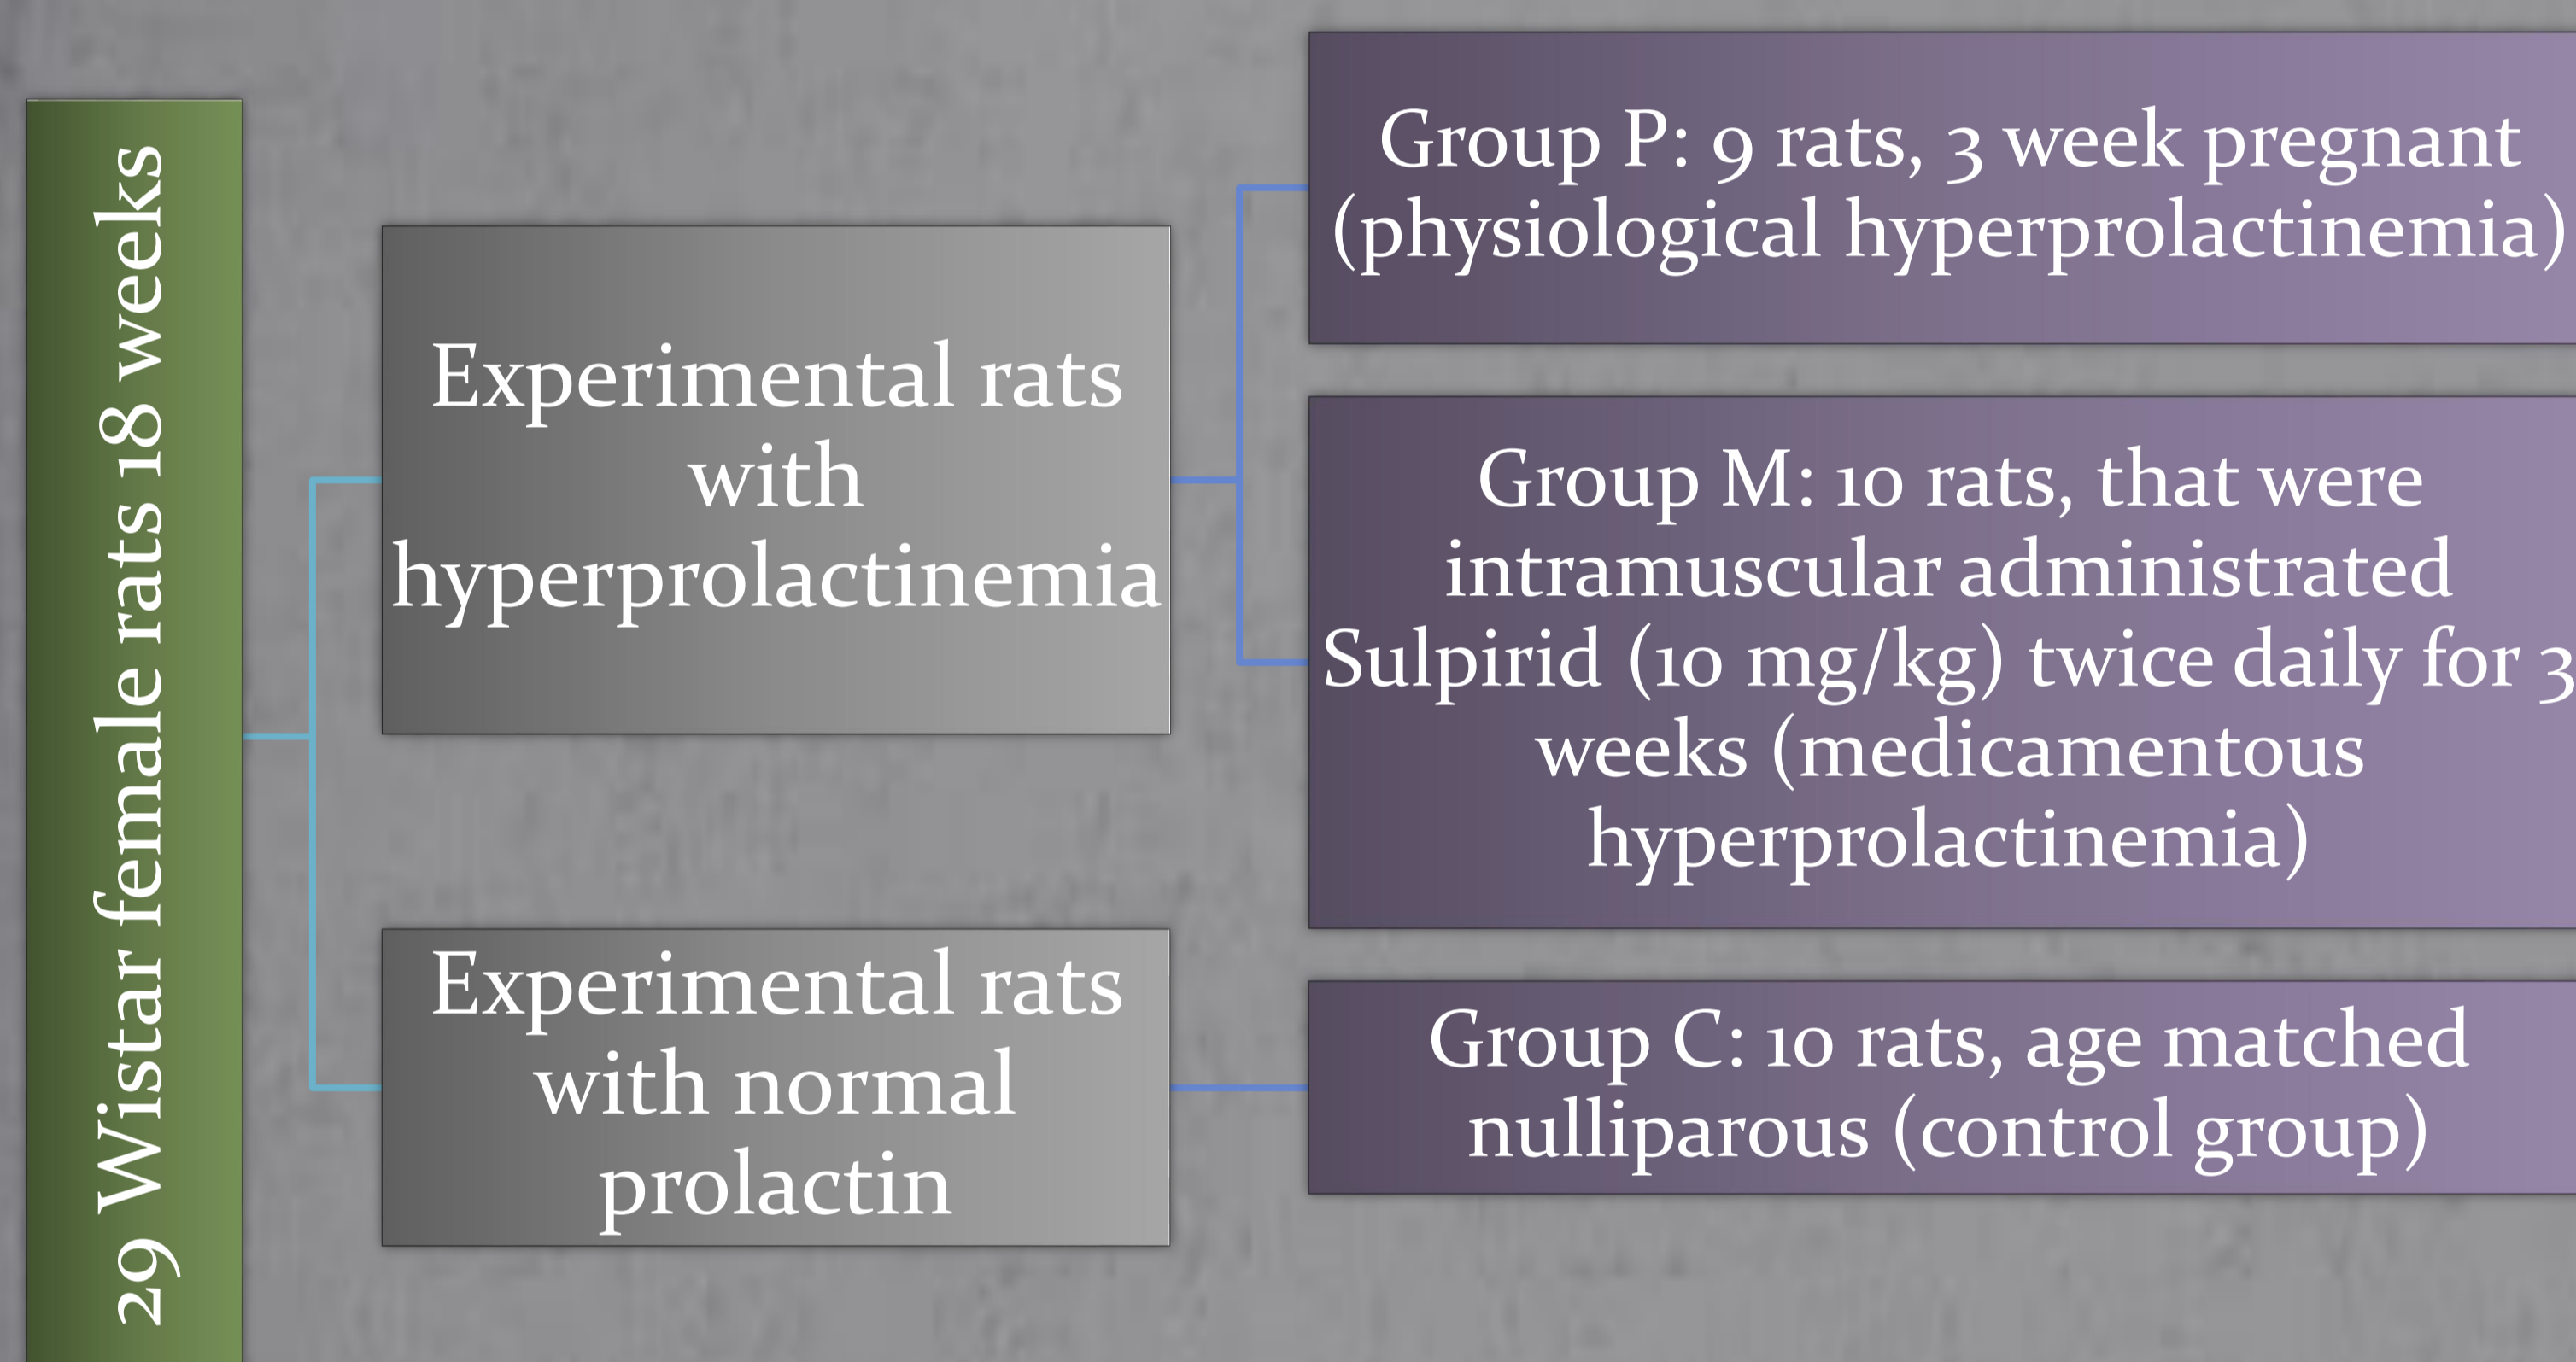 29 Wistar female rats 18 weeks
Experimental rats
with
hyperprolactinemia
Group P: 9 rats, 3 week pregnant
(physiological hyperprolactinemia)
Group M: 10 rats, that were
intramuscular administrated
Sulpirid (10 mg/kg) twice daily for 3
weeks (medicamentous
hyperprolactinemia)
Experimental rats
with normal
prolactin
Group C: 10 rats, age matched
nulliparous (control group)